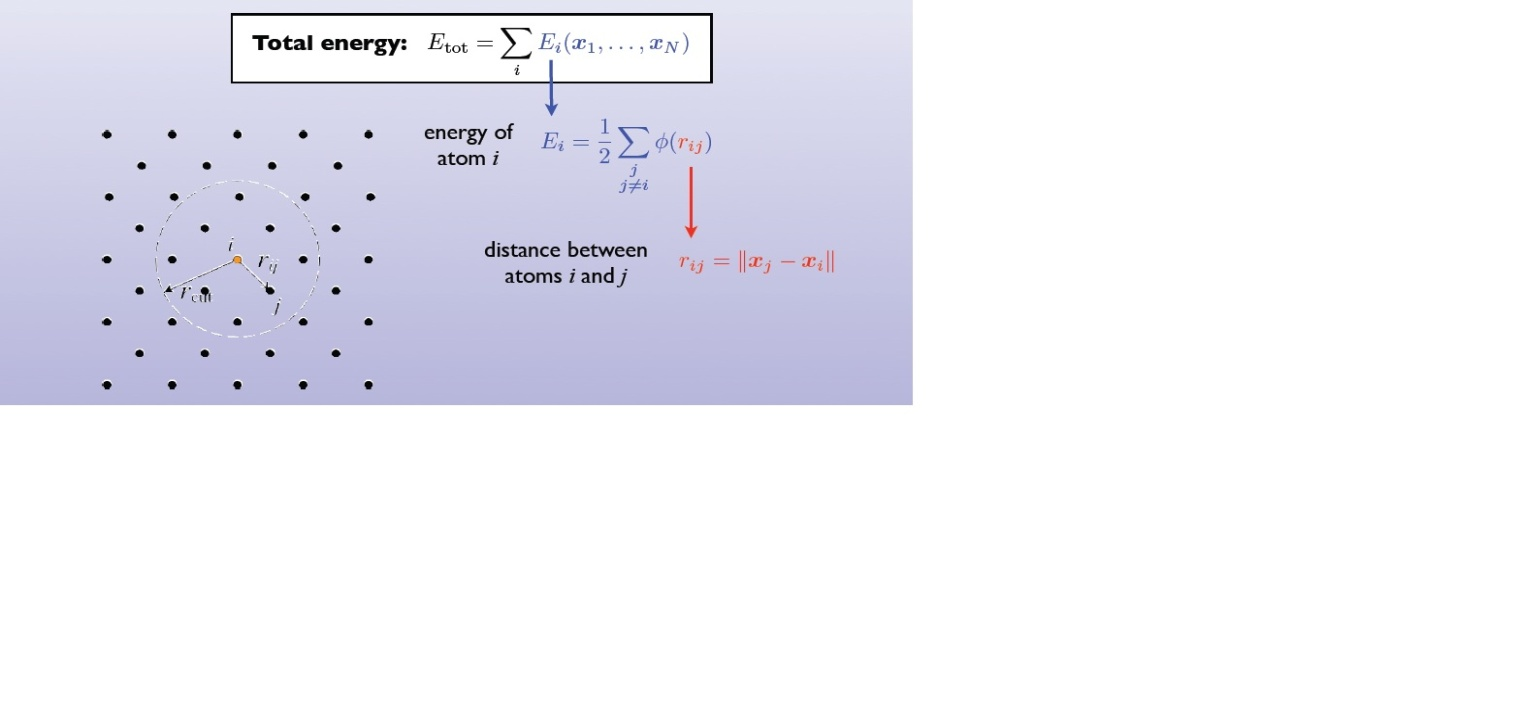 Total energy: E_tot = ∑_i E_i(x_1, ..., x_N)
energy of
atom i
E_i = 1/2 ∑_{j j≠i} φ(r_ij)
i
r_ij
r_cut
j
distance between
atoms i and j
r_ij = ‖x_j − x_i‖